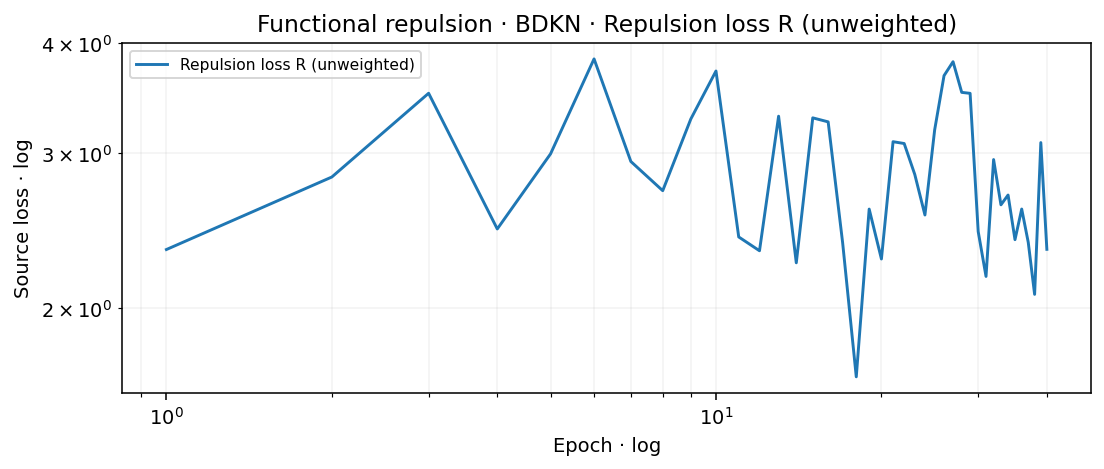 Functional repulsion · BDKN · Repulsion loss R (unweighted)
Repulsion loss R (unweighted)
Source loss · log
4 × 10⁰
3 × 10⁰
2 × 10⁰
10⁰
10¹
Epoch · log